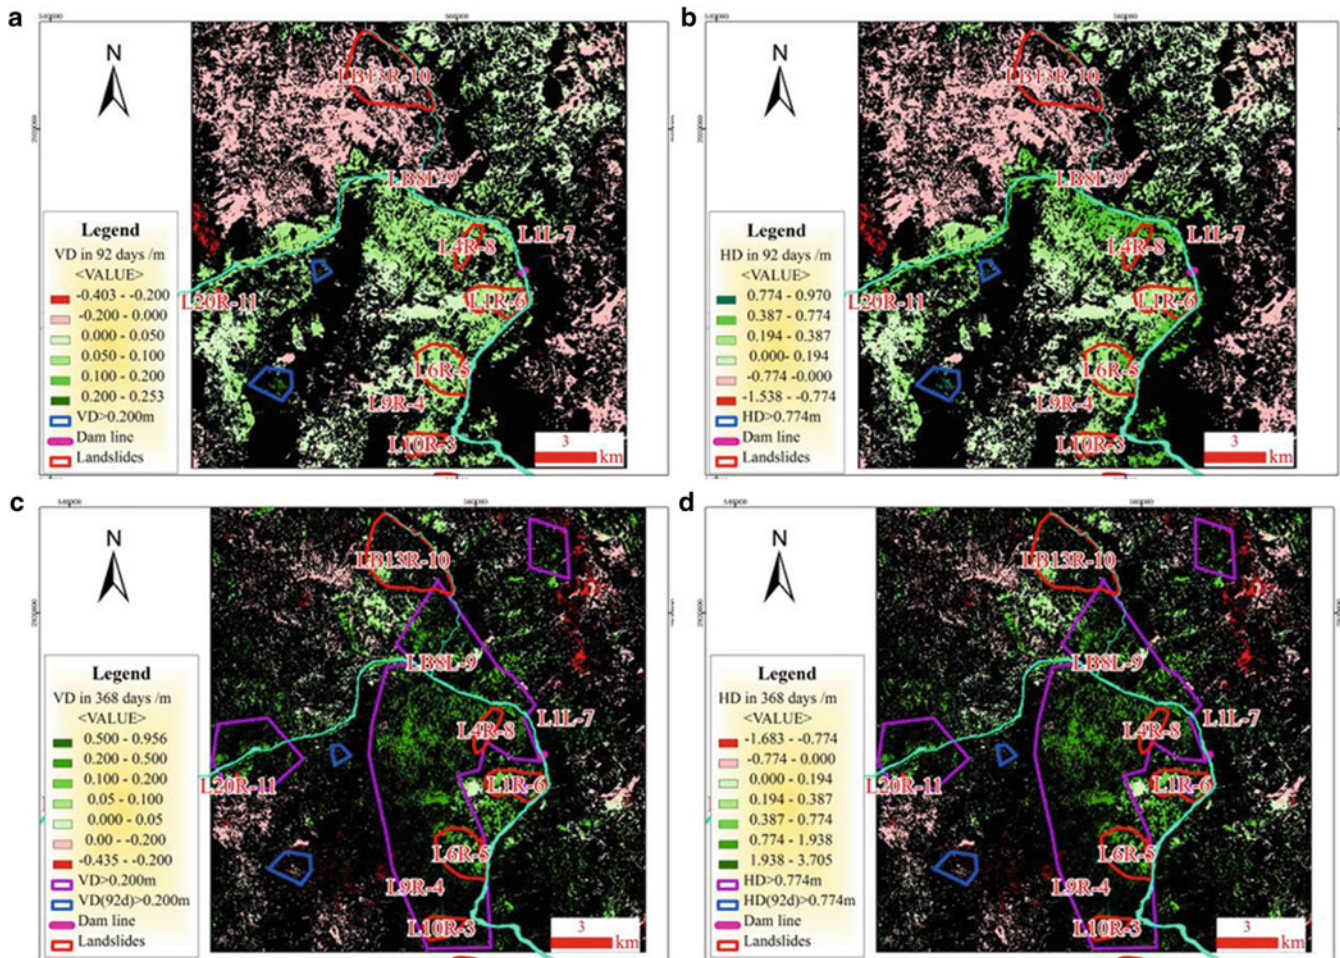 a
N
LB13R-10
LB8L-9
L4R-8
L1L-7
L20R-11
L1R-6
L6R-5
L9R-4
L10R-3
3
km
Legend
VD in 92 days /m
<VALUE>
-0.403 - -0.200
-0.200 - -0.000
0.000 - 0.050
0.050 - 0.100
0.100 - 0.200
0.200 - 0.253
VD>0.200m
Dam line
Landslides
b
N
LB13R-10
LB8L-9
L4R-8
L1L-7
L20R-11
L1R-6
L6R-5
L9R-4
L10R-3
3
km
Legend
HD in 92 days /m
<VALUE>
0.774 - 0.970
0.387 - 0.774
0.194 - 0.387
0.000- 0.194
-0.774 -0.000
-1.538 - -0.774
HD>0.774m
Dam line
Landslides
c
N
LB13R-10
LB8L-9
L4R-8
L1L-7
L20R-11
L1R-6
L6R-5
L9R-4
L10R-3
3
km
Legend
VD in 368 days /m
<VALUE>
0.500 - 0.956
0.200 - 0.500
0.100 - 0.200
0.05 - 0.100
0.000 - 0.05
0.00 - -0.200
-0.435 - -0.200
VD>0.200m
VD(92d)>0.200m
Dam line
Landslides
d
N
LB13R-10
LB8L-9
L4R-8
L1L-7
L20R-11
L1R-6
L6R-5
L9R-4
L10R-3
3
km
Legend
HD in 368 days /m
<VALUE>
-1.683 - -0.774
-0.774 - -0.000
0.000 - 0.194
0.194 - 0.387
0.387 - 0.774
0.774 - 1.938
1.938 - 3.705
HD>0.774m
HD(92d)>0.774m
Dam line
Landslides